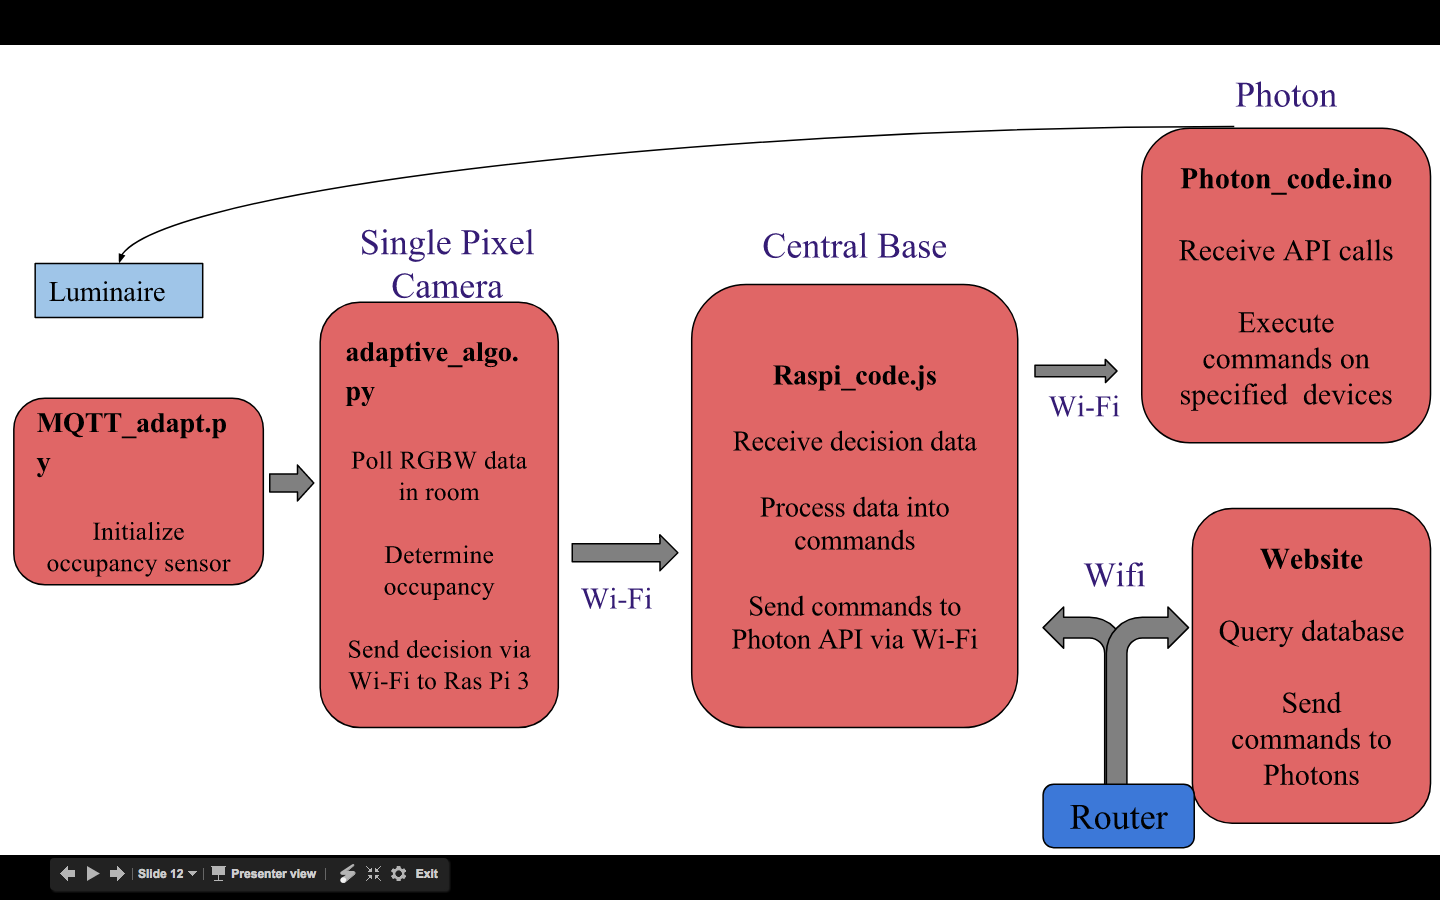 Photon
Photon_code.ino
Receive API calls
Execute
commands on
specified devices
Single Pixel
Camera
Central Base
Luminaire
MQTT_adapt.p
y
Initialize
occupancy sensor
adaptive_algo.
py
Poll RGBW data
in room
Determine
occupancy
Send decision via
Wi-Fi to Ras Pi 3
Wi-Fi
Raspi_code.js
Receive decision data
Process data into
commands
Send commands to
Photon API via Wi-Fi
Wi-Fi
Wifi
Website
Query database
Send
commands to
Photons
Router
Slide 12
Presenter view
Exit